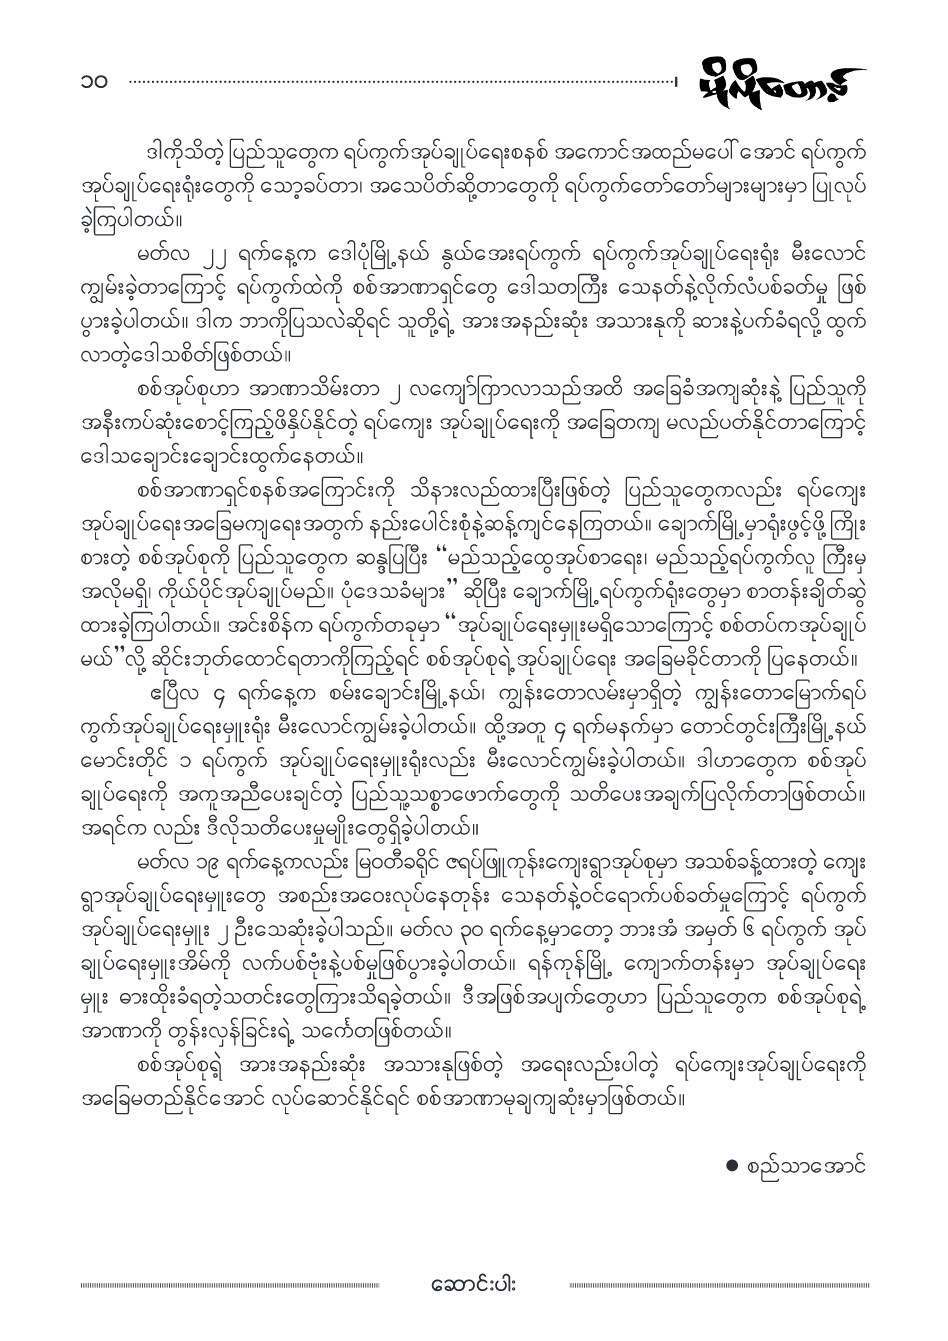 ၁၀
မိုလိုတောန့်
ဒါကိုသိတဲ့ ပြည်သူတွေက ရပ်ကွက်အုပ်ချုပ်ရေးစနစ် အကောင်အထည်မပေါ်အောင် ရပ်ကွက်
အုပ်ချုပ်ရေးရုံးတွေကို သော့ခပ်တာ၊ အသေပိတ်ဆို့တာတွေကို ရပ်ကွက်တော်တော်များများမှာ ပြုလုပ်
ခဲ့ကြပါတယ်။
မတ်လ ၂၂ ရက်နေ့က ဒေါပုံမြို့နယ် နွယ်အေးရပ်ကွက် ရပ်ကွက်အုပ်ချုပ်ရေးရုံး မီးလောင်
ကျွမ်းခဲ့တာကြောင့် ရပ်ကွက်ထဲကို စစ်အာဏာရှင်တွေ ဒေါသတကြီး သေနတ်နဲ့လိုက်လံပစ်ခတ်မှု ဖြစ်
ပွားခဲ့ပါတယ်။ ဒါက ဘာကိုပြသလဲဆိုရင် သူတို့ရဲ့ အားအနည်းဆုံး အသားနုကို ဆားနဲ့ပက်ခံရလို့ ထွက်
လာတဲ့ဒေါသစိတ်ဖြစ်တယ်။
စစ်အုပ်စုဟာ အာဏာသိမ်းတာ ၂ လကျော်ကြာလာသည်အထိ အခြေခံအကျဆုံးနဲ့ ပြည်သူကို
အနီးကပ်ဆုံးစောင့်ကြည့်ဖိနှိပ်နိုင်တဲ့ ရပ်ကျေး အုပ်ချုပ်ရေးကို အခြေတကျ မလည်ပတ်နိုင်တာကြောင့်
ဒေါသချောင်းချောင်းထွက်နေတယ်။
စစ်အာဏာရှင်စနစ်အကြောင်းကို သိနားလည်ထားပြီးဖြစ်တဲ့ ပြည်သူတွေကလည်း ရပ်ကျေး
အုပ်ချုပ်ရေးအခြေမကျရေးအတွက် နည်းပေါင်းစုံနဲ့ဆန့်ကျင်နေကြတယ်။ ချောက်မြို့မှာရုံးဖွင့်ဖို့ ကြိုး
စားတဲ့ စစ်အုပ်စုကို ပြည်သူတွေက ဆန္ဒပြပြီး “မည်သည့်ထွေအုပ်စာရေး၊ မည်သည့်ရပ်ကွက်လူ ကြီးမှ
အလိုမရှိ၊ ကိုယ်ပိုင်အုပ်ချုပ်မည်။ ပုံဒေသခံများ” ဆိုပြီး ချောက်မြို့ရပ်ကွက်ရုံးတွေမှာ စာတန်းချိတ်ဆွဲ
ထားခဲ့ကြပါတယ်။ အင်းစိန်က ရပ်ကွက်တခုမှာ “အုပ်ချုပ်ရေးမှူးမရှိသောကြောင့် စစ်တပ်ကအုပ်ချုပ်
မယ်”လို့ ဆိုင်းဘုတ်ထောင်ရတာကိုကြည့်ရင် စစ်အုပ်စုရဲ့အုပ်ချုပ်ရေး အခြေမခိုင်တာကို ပြနေတယ်။
ဧပြီလ ၄ ရက်နေ့က စမ်းချောင်းမြို့နယ်၊ ကျွန်းတောလမ်းမှာရှိတဲ့ ကျွန်းတောမြောက်ရပ်
ကွက်အုပ်ချုပ်ရေးမှူးရုံး မီးလောင်ကျွမ်းခဲ့ပါတယ်။ ထို့အတူ ၄ ရက်မနက်မှာ တောင်တွင်းကြီးမြို့နယ်
မောင်းတိုင် ၁ ရပ်ကွက် အုပ်ချုပ်ရေးမှူးရုံးလည်း မီးလောင်ကျွမ်းခဲ့ပါတယ်။ ဒါဟာတွေက စစ်အုပ်
ချုပ်ရေးကို အကူအညီပေးချင်တဲ့ ပြည်သူ့သစ္စာဖောက်တွေကို သတိပေးအချက်ပြလိုက်တာဖြစ်တယ်။
အရင်က လည်း ဒီလိုသတိပေးမှုမျိုးတွေရှိခဲ့ပါတယ်။
မတ်လ ၁၉ ရက်နေ့ကလည်း မြဝတီခရိုင် ဇရပ်ဖြူကုန်းကျေးရွာအုပ်စုမှာ အသစ်ခန့်ထားတဲ့ ကျေး
ရွာအုပ်ချုပ်ရေးမှူးတွေ အစည်းအဝေးလုပ်နေတုန်း သေနတ်နဲ့ဝင်ရောက်ပစ်ခတ်မှုကြောင့် ရပ်ကွက်
အုပ်ချုပ်ရေးမှူး ၂ ဦးသေဆုံးခဲ့ပါသည်။ မတ်လ ၃၀ ရက်နေ့မှာတော့ ဘားအံ အမှတ် ၆ ရပ်ကွက် အုပ်
ချုပ်ရေးမှူးအိမ်ကို လက်ပစ်ဗုံးနဲ့ပစ်မှုဖြစ်ပွားခဲ့ပါတယ်။ ရန်ကုန်မြို့ ကျောက်တန်းမှာ အုပ်ချုပ်ရေး
မှူး ဓားထိုးခံရတဲ့သတင်းတွေကြားသိရခဲ့တယ်။ ဒီအဖြစ်အပျက်တွေဟာ ပြည်သူတွေက စစ်အုပ်စုရဲ့
အာဏာကို တွန်းလှန်ခြင်းရဲ့ သင်္ကေတဖြစ်တယ်။
စစ်အုပ်စုရဲ့ အားအနည်းဆုံး အသားနုဖြစ်တဲ့ အရေးလည်းပါတဲ့ ရပ်ကျေးအုပ်ချုပ်ရေးကို
အခြေမတည်နိုင်အောင် လုပ်ဆောင်နိုင်ရင် စစ်အာဏာမုချကျဆုံးမှာဖြစ်တယ်။
● စည်သာအောင်
ဆောင်းပါး